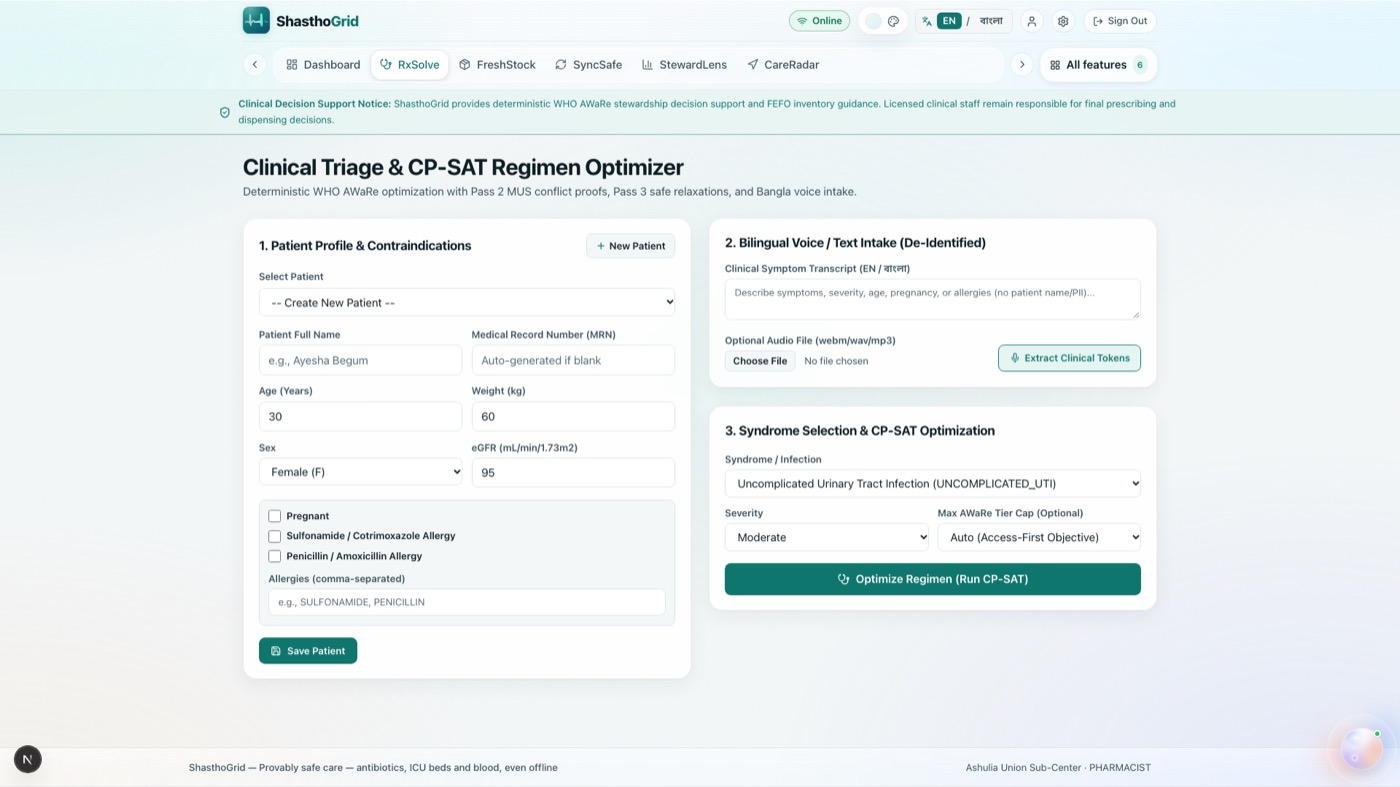 ShasthoGrid
Online
EN / বাংলা
Sign Out
Dashboard
RxSolve
FreshStock
SyncSafe
StewardLens
CareRadar
All features 6
Clinical Decision Support Notice: ShasthoGrid provides deterministic WHO AWaRe stewardship decision support and FEFO inventory guidance. Licensed clinical staff remain responsible for final prescribing and
dispensing decisions.
Clinical Triage & CP-SAT Regimen Optimizer
Deterministic WHO AWaRe optimization with Pass 2 MUS conflict proofs, Pass 3 safe relaxations, and Bangla voice intake.
1. Patient Profile & Contraindications
+ New Patient
Select Patient
-- Create New Patient --
Patient Full Name
Medical Record Number (MRN)
e.g., Ayesha Begum
Auto-generated if blank
Age (Years)
Weight (kg)
30
60
Sex
eGFR (mL/min/1.73m2)
Female (F)
95
Pregnant
Sulfonamide / Cotrimoxazole Allergy
Penicillin / Amoxicillin Allergy
Allergies (comma-separated)
e.g., SULFONAMIDE, PENICILLIN
Save Patient
2. Bilingual Voice / Text Intake (De-Identified)
Clinical Symptom Transcript (EN / বাংলা)
Describe symptoms, severity, age, pregnancy, or allergies (no patient name/PII)...
Optional Audio File (webm/wav/mp3)
Choose File No file chosen
Extract Clinical Tokens
3. Syndrome Selection & CP-SAT Optimization
Syndrome / Infection
Uncomplicated Urinary Tract Infection (UNCOMPLICATED_UTI)
Severity
Max AWaRe Tier Cap (Optional)
Moderate
Auto (Access-First Objective)
Optimize Regimen (Run CP-SAT)
N
ShasthoGrid — Provably safe care — antibiotics, ICU beds and blood, even offline
Ashulia Union Sub-Center · PHARMACIST